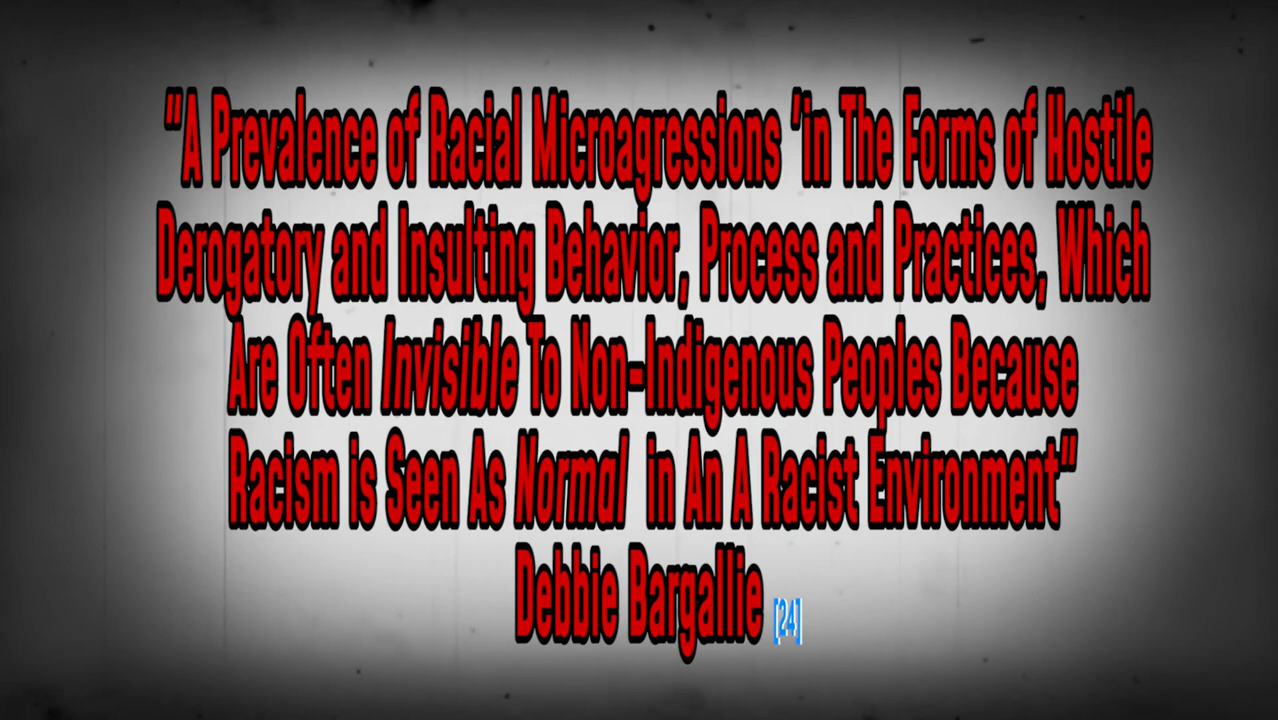 "A Prevalence of Racial Microagressions 'in The Forms of Hostile
Derogatory and Insulting Behavior, Process and Practices, Which
Are Often Invisible To Non-Indigenous Peoples Because
Racism is Seen As Normal in An A Racist Environment"
Debbie Bargallie [24]